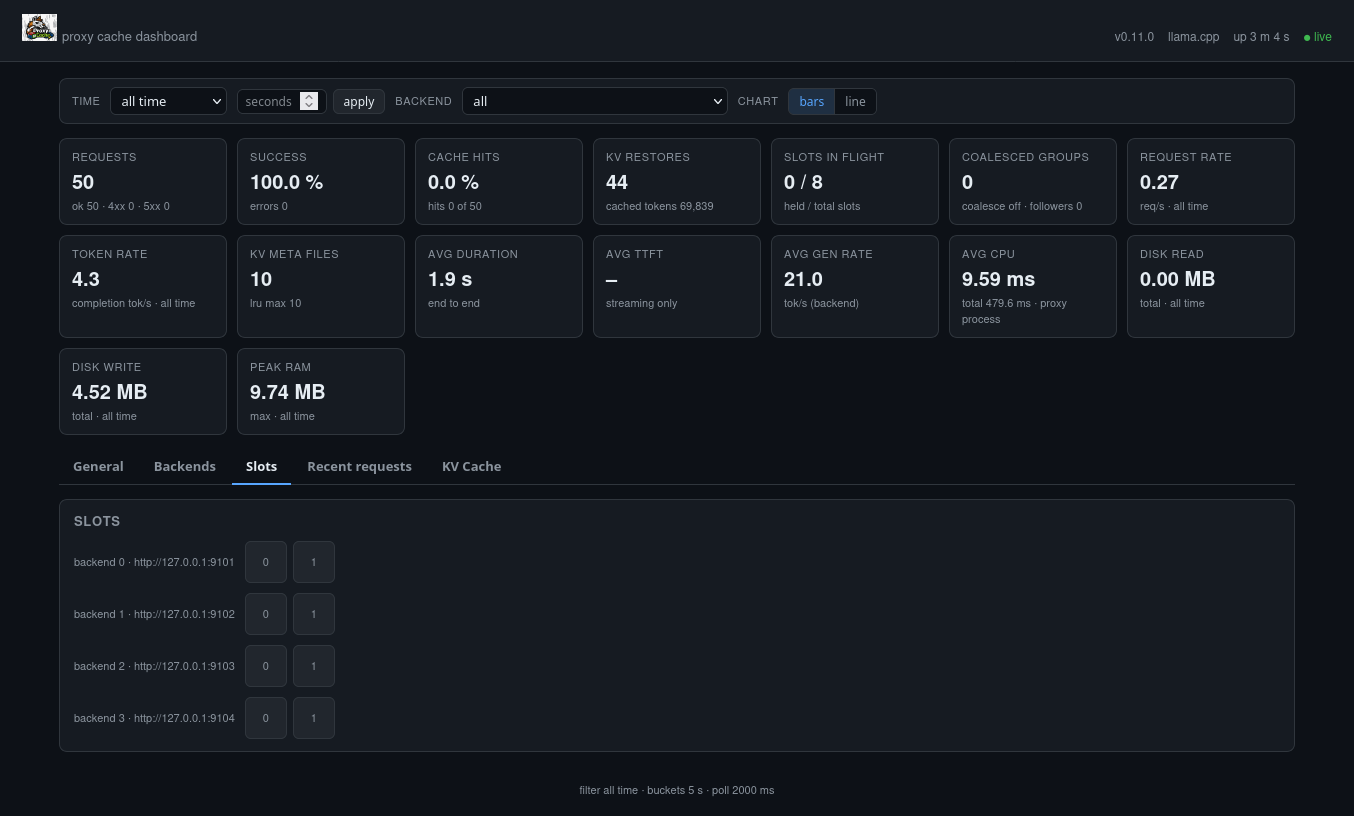 proxy cache dashboard
v0.11.0 llama.cpp up 3 m 4 s live
TIME all time seconds apply BACKEND all CHART bars line
REQUESTS
50
ok 50 · 4xx 0 · 5xx 0
SUCCESS
100.0 %
errors 0
CACHE HITS
0.0 %
hits 0 of 50
KV RESTORES
44
cached tokens 69,839
SLOTS IN FLIGHT
0 / 8
held / total slots
COALESCED GROUPS
0
coalesce off · followers 0
REQUEST RATE
0.27
req/s · all time
TOKEN RATE
4.3
completion tok/s · all time
KV META FILES
10
lru max 10
AVG DURATION
1.9 s
end to end
AVG TTFT
–
streaming only
AVG GEN RATE
21.0
tok/s (backend)
AVG CPU
9.59 ms
total 479.6 ms · proxy
process
DISK READ
0.00 MB
total · all time
DISK WRITE
4.52 MB
total · all time
PEAK RAM
9.74 MB
max · all time
General Backends Slots Recent requests KV Cache
SLOTS
backend 0 · http://127.0.0.1:9101 0 1
backend 1 · http://127.0.0.1:9102 0 1
backend 2 · http://127.0.0.1:9103 0 1
backend 3 · http://127.0.0.1:9104 0 1
filter all time · buckets 5 s · poll 2000 ms